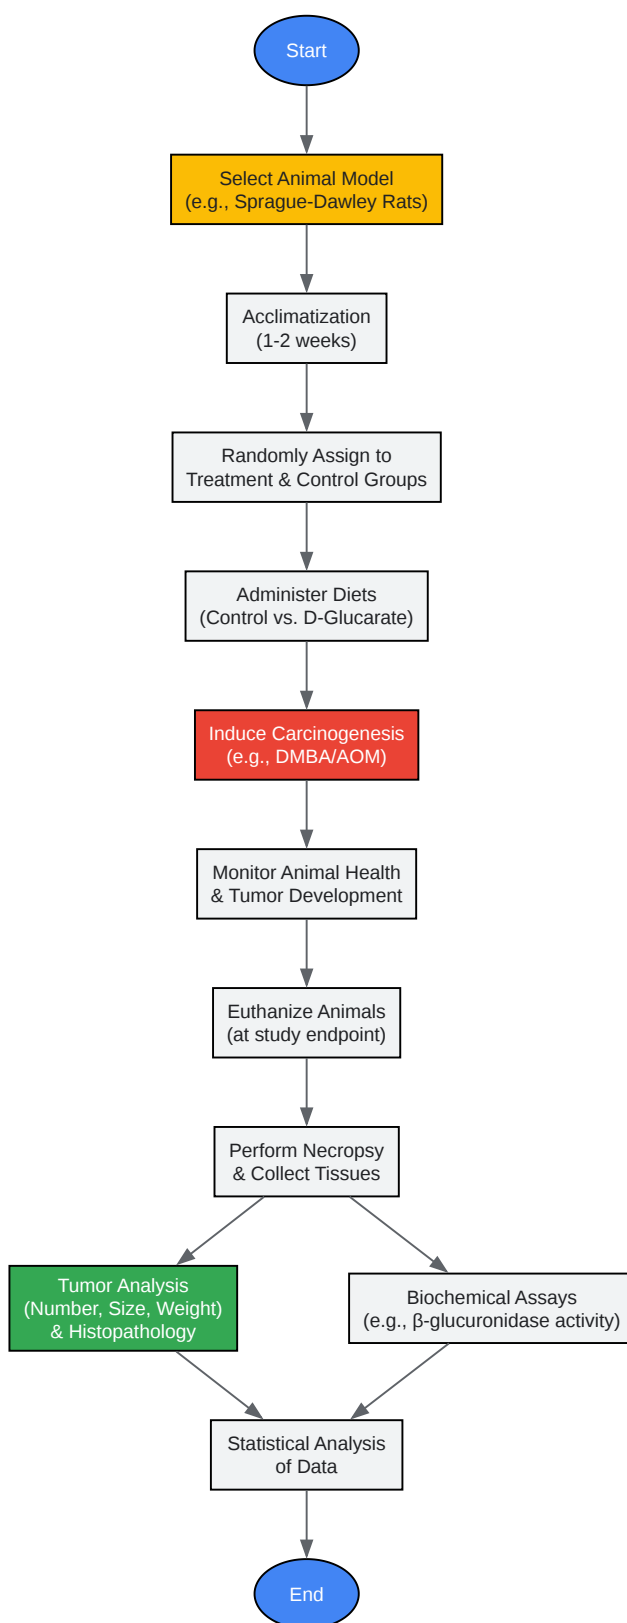 Start
Select Animal Model
(e.g., Sprague-Dawley Rats)
Acclimatization
(1-2 weeks)
Randomly Assign to
Treatment & Control Groups
Administer Diets
(Control vs. D-Glucarate)
Induce Carcinogenesis
(e.g., DMBA/AOM)
Monitor Animal Health
& Tumor Development
Euthanize Animals
(at study endpoint)
Perform Necropsy
& Collect Tissues
Tumor Analysis
(Number, Size, Weight)
& Histopathology
Biochemical Assays
(e.g., β-glucuronidase activity)
Statistical Analysis
of Data
End